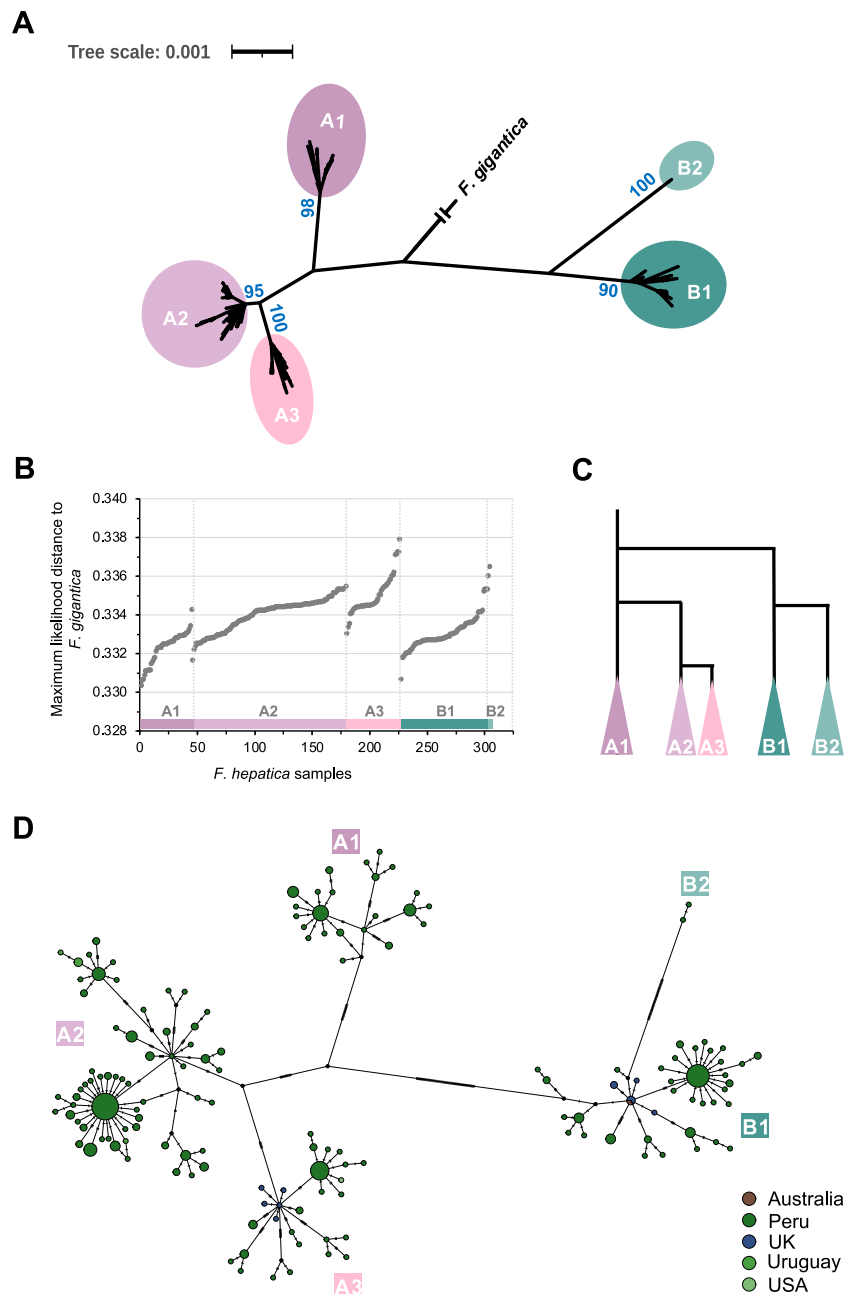 A
Tree scale: 0.001
A1
F. gigantica
B2
100
98
A2
95
100
90
B1
A3
B
Maximum likelihood distance to
F. gigantica
0.340
0.338
0.336
0.334
0.332
0.330
0.328
A1
A2
A3
B1
B2
0
50
100
150
200
250
300
F. hepatica samples
C
A1
A2
A3
B1
B2
D
A1
B2
A2
B1
A3
Australia
Peru
UK
Uruguay
USA